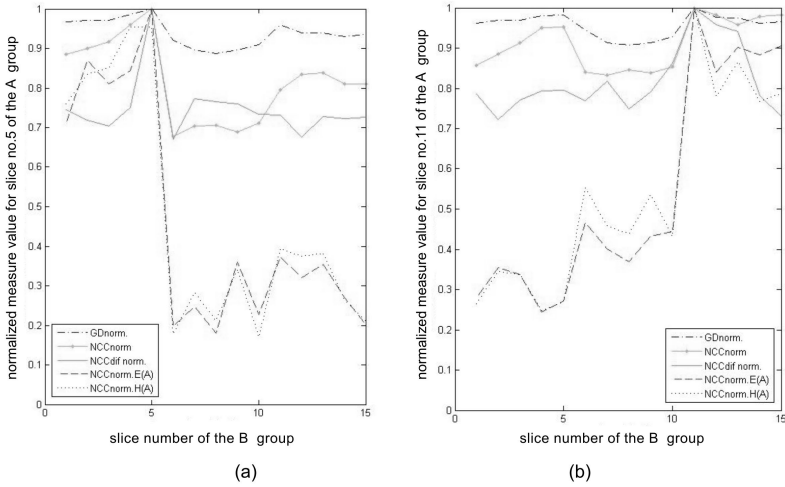 normalized measure value for slice no.5 of the A group
1
0.9
0.8
0.7
0.6
0.5
0.4
0.3
0.2
0.1
0
GDnorm.
NCCnorm
NCCdif norm.
NCCnorm.E(A)
NCCnorm.H(A)
0 5 10 15
slice number of the B group
(a)
normalized measure value for slice no.11 of the A group
1
0.9
0.8
0.7
0.6
0.5
0.4
0.3
0.2
0.1
0
GDnorm.
NCCnorm
NCCdif norm.
NCCnorm.E(A)
NCCnorm.H(A)
0 5 10 15
slice number of the B group
(b)